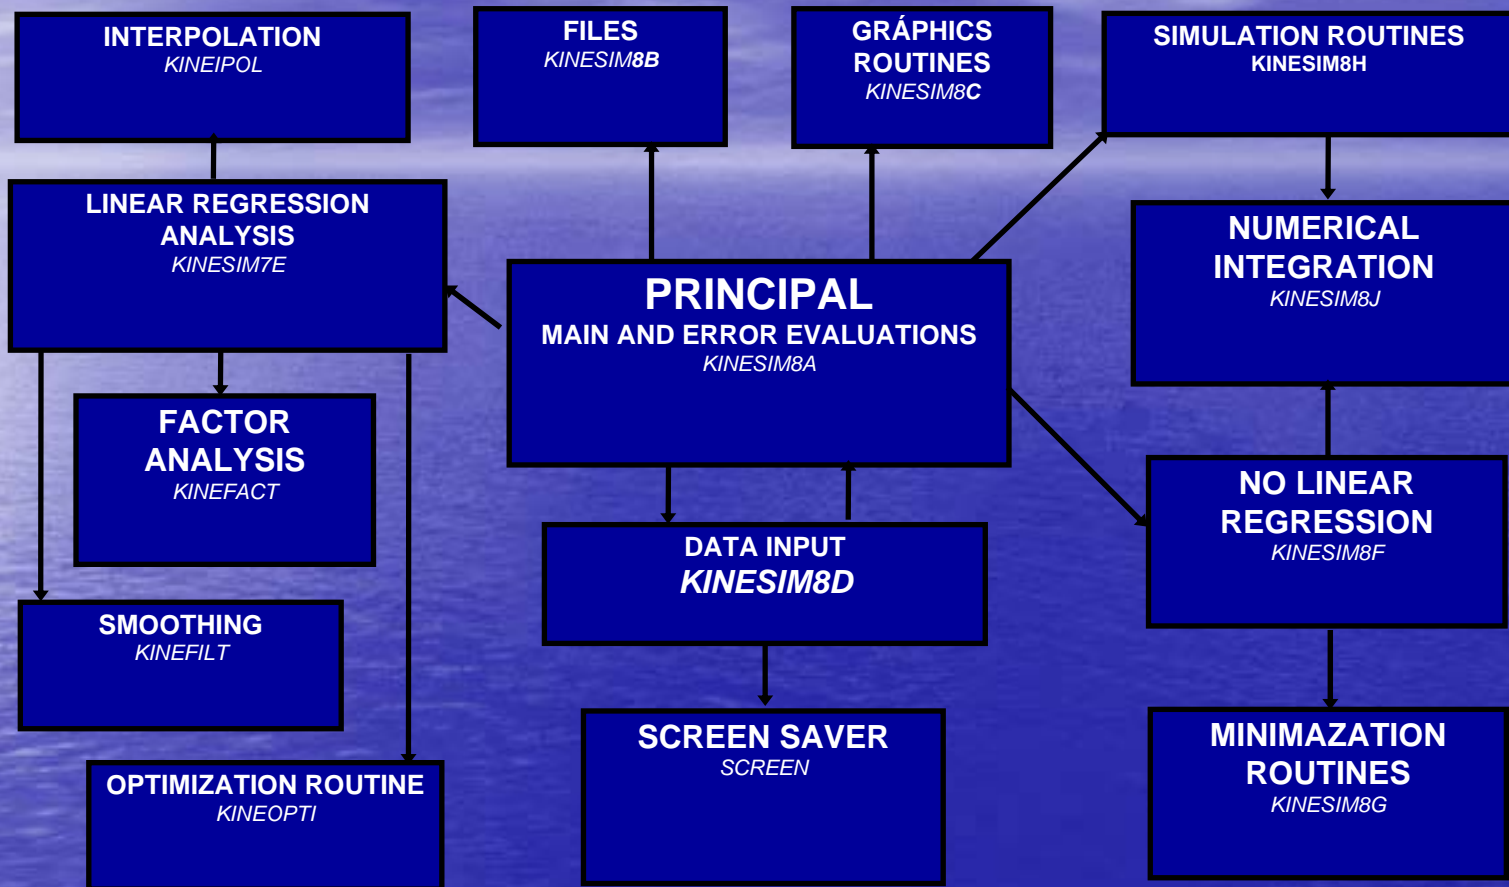 INTERPOLATION
KINEIPOL
FILES
KINESIM8B
GRÁPHICS
ROUTINES
KINESIM8C
SIMULATION ROUTINES
KINESIM8H
LINEAR REGRESSION
ANALYSIS
KINESIM7E
PRINCIPAL
MAIN AND ERROR EVALUATIONS
KINESIM8A
NUMERICAL
INTEGRATION
KINESIM8J
FACTOR
ANALYSIS
KINEFACT
DATA INPUT
KINESIM8D
NO LINEAR
REGRESSION
KINESIM8F
SMOOTHING
KINEFILT
SCREEN SAVER
SCREEN
MINIMAZATION
ROUTINES
KINESIM8G
OPTIMIZATION ROUTINE
KINEOPTI